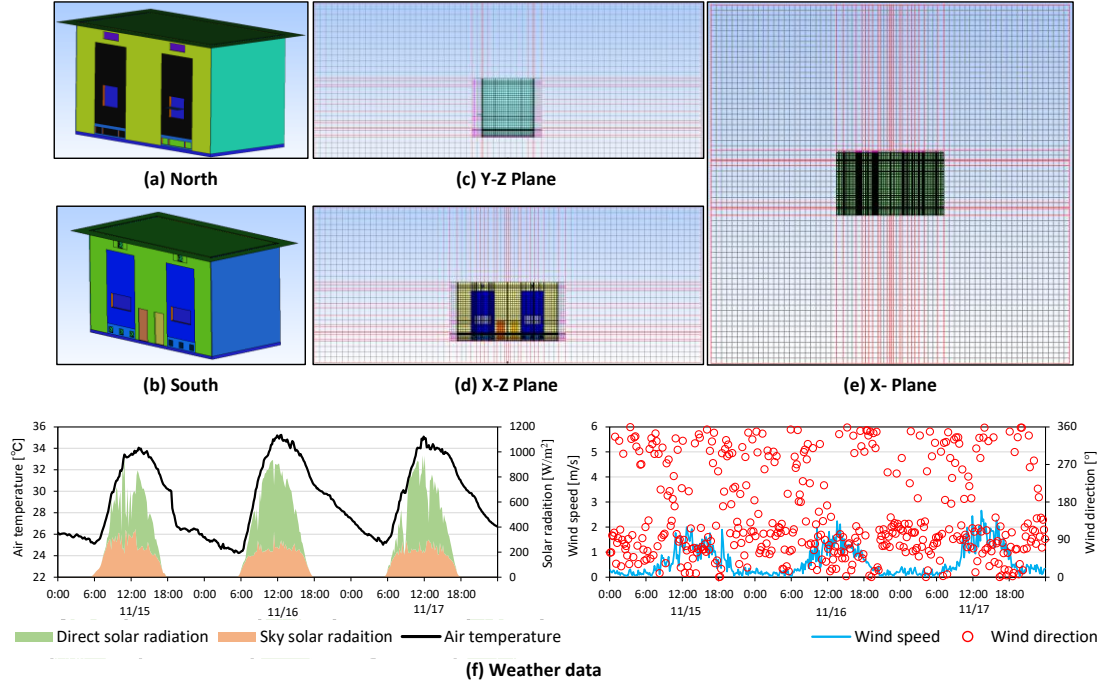 (a) North
(c) Y-Z Plane
(b) South
(d) X-Z Plane
(e) X- Plane
Air temperature [°C]
36
34
32
30
28
26
24
22
0:00 6:00 12:00 18:00 0:00 6:00 12:00 18:00 0:00 6:00 12:00 18:00
11/15 11/16 11/17
1200
1000
800
600
400
200
0
Solar radaition [W/m²]
Wind speed [m/s]
6
5
4
3
2
1
0
0:00 6:00 12:00 18:00 0:00 6:00 12:00 18:00 0:00 6:00 12:00 18:00
11/15 11/16 11/17
360
270
180
90
0
Wind direction [°]
Direct solar radiation Sky solar radaition Air temperature
Wind speed Wind direction
(f) Weather data